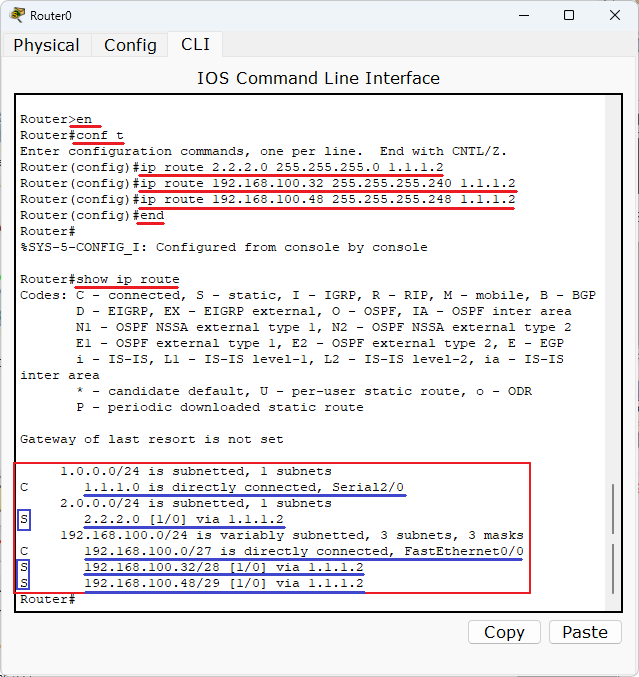 Router0
Physical Config CLI
IOS Command Line Interface
Router>en
Router#conf t
Enter configuration commands, one per line.  End with CNTL/Z.
Router(config)#ip route 2.2.2.0 255.255.255.0 1.1.1.2
Router(config)#ip route 192.168.100.32 255.255.255.240 1.1.1.2
Router(config)#ip route 192.168.100.48 255.255.255.248 1.1.1.2
Router(config)#end
Router#
%SYS-5-CONFIG_I: Configured from console by console
Router#show ip route
Codes: C - connected, S - static, I - IGRP, R - RIP, M - mobile, B - BGP
D - EIGRP, EX - EIGRP external, O - OSPF, IA - OSPF inter area
N1 - OSPF NSSA external type 1, N2 - OSPF NSSA external type 2
E1 - OSPF external type 1, E2 - OSPF external type 2, E - EGP
i - IS-IS, L1 - IS-IS level-1, L2 - IS-IS level-2, ia - IS-IS
inter area
* - candidate default, U - per-user static route, o - ODR
P - periodic downloaded static route
Gateway of last resort is not set
1.0.0.0/24 is subnetted, 1 subnets
C 1.1.1.0 is directly connected, Serial2/0
2.0.0.0/24 is subnetted, 1 subnets
S 2.2.2.0 [1/0] via 1.1.1.2
192.168.100.0/24 is variably subnetted, 3 subnets, 3 masks
C 192.168.100.0/27 is directly connected, FastEthernet0/0
S 192.168.100.32/28 [1/0] via 1.1.1.2
S 192.168.100.48/29 [1/0] via 1.1.1.2
Router#
Copy Paste